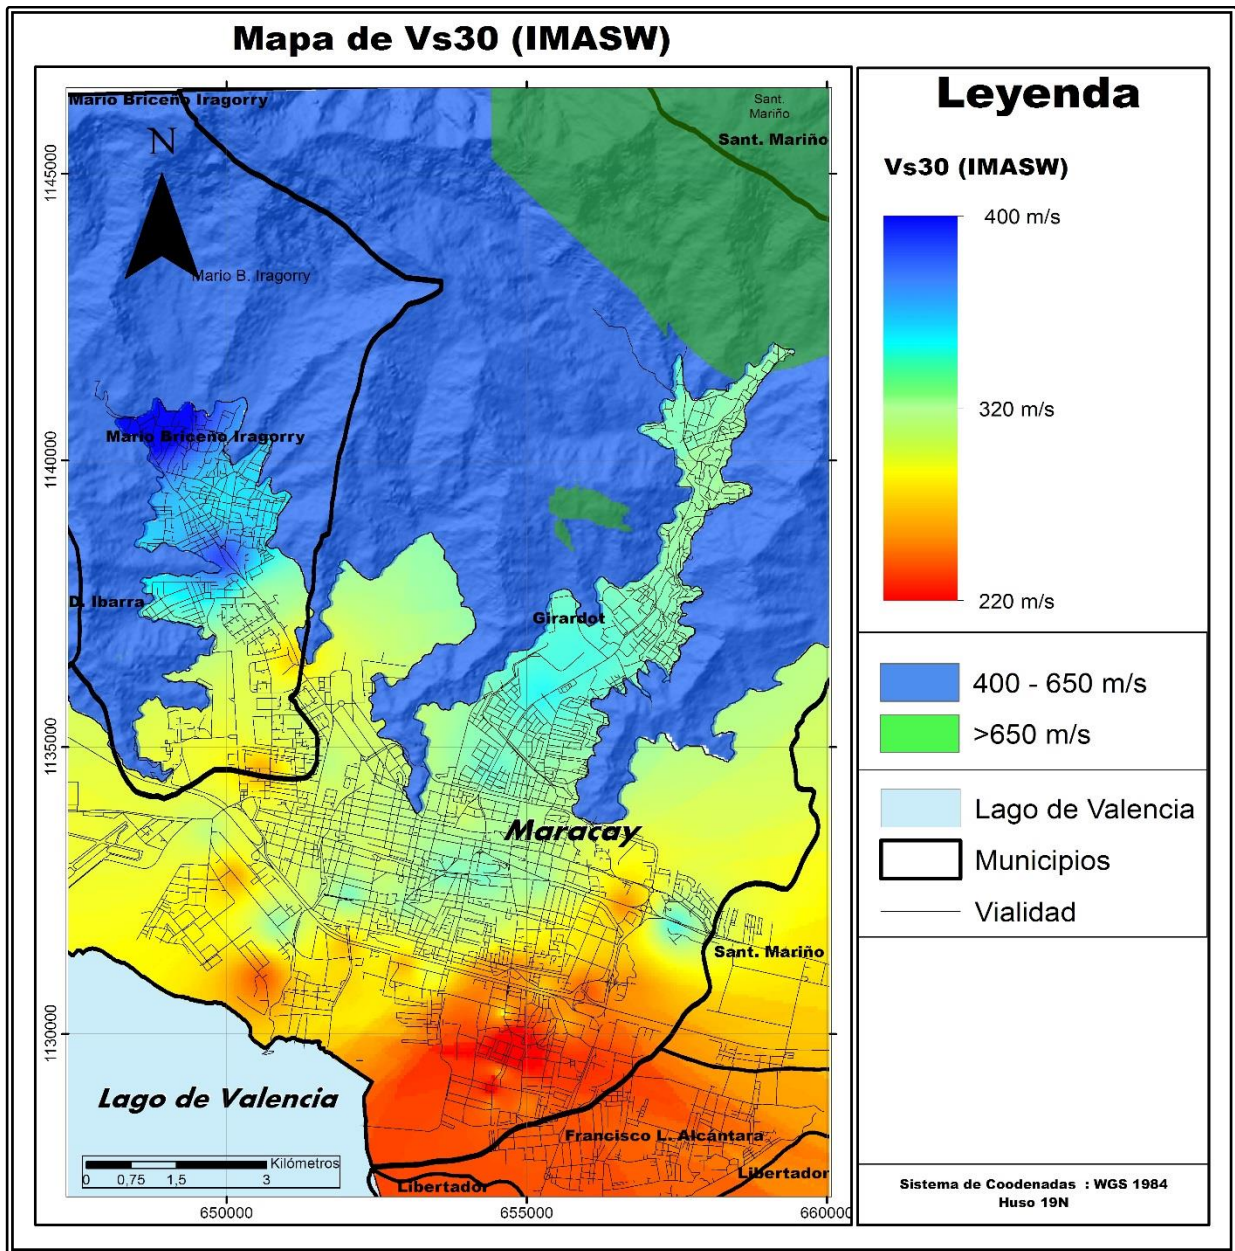 Mapa de Vs30 (IMASW)
Mario Briceño Iragorry
Sant.
Mariño
Sant. Mariño
N
Mario B. Iragorry
Mario Briceño Iragorry
D. Ibarra
Girardot
Maracay
Sant. Mariño
Lago de Valencia
Francisco L. Alcántara
Libertador
Libertador
Kilómetros
0 0,75 1,5 3
1145000
1140000
1135000
1130000
650000 655000 660000
Leyenda
Vs30 (IMASW)
400 m/s
320 m/s
220 m/s
400 - 650 m/s
>650 m/s
Lago de Valencia
Municipios
Vialidad
Sistema de Coodenadas : WGS 1984
Huso 19N